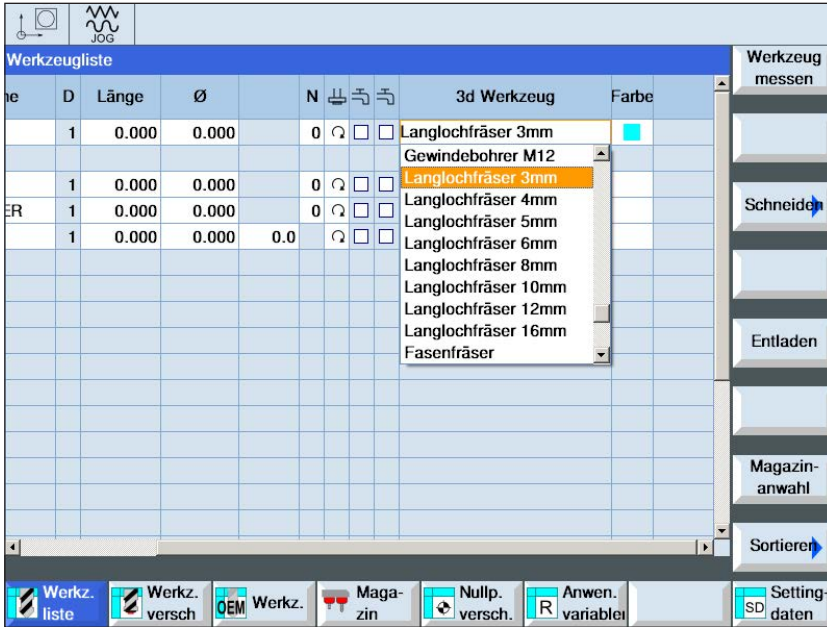 JOG
Werkzeugliste
Werkzeug
messen
ne D Länge Ø N 3d Werkzeug Farbe
1 0.000 0.000 0 Langlochfräser 3mm
Gewindebohrer M12
1 0.000 0.000 0 Langlochfräser 3mm
Langlochfräser 4mm
Schneiden
ER 1 0.000 0.000 0 Langlochfräser 5mm
1 0.000 0.000 0.0 Langlochfräser 6mm
Langlochfräser 8mm
Langlochfräser 10mm
Langlochfräser 12mm
Langlochfräser 16mm
Entladen
Fasenfräser
Magazin-
anwahl
Sortieren
Werkz.
liste
Werkz.
versch
OEM Werkz.
Maga-
zin
Nullp.
versch.
R Anwen.
variablen
SD Setting-
daten